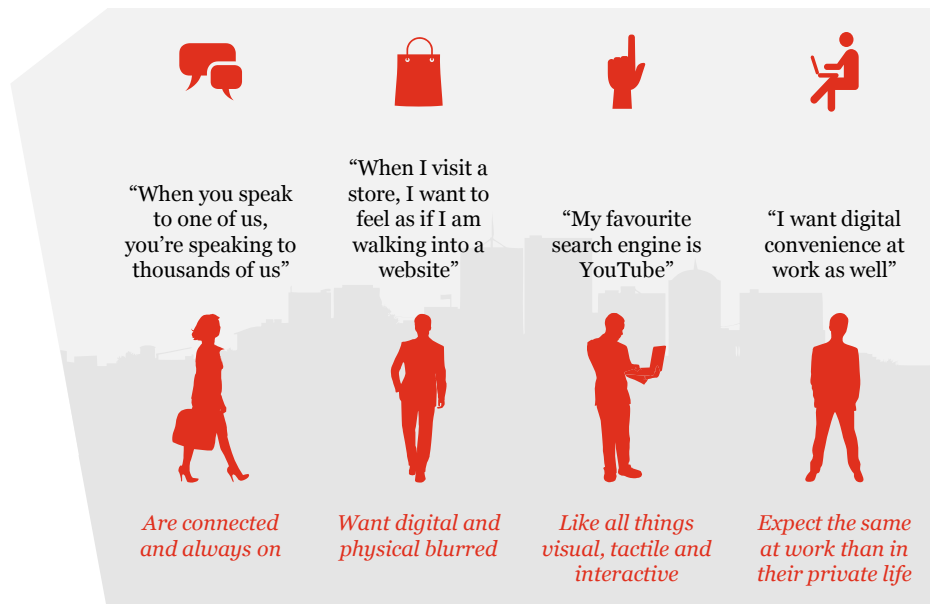 “When you speak
to one of us,
you’re speaking to
thousands of us”
“When I visit a
store, I want to
feel as if I am
walking into a
website”
“My favourite
search engine is
YouTube”
“I want digital
convenience at
work as well”
Are connected
and always on
Want digital and
physical blurred
Like all things
visual, tactile and
interactive
Expect the same
at work than in
their private life